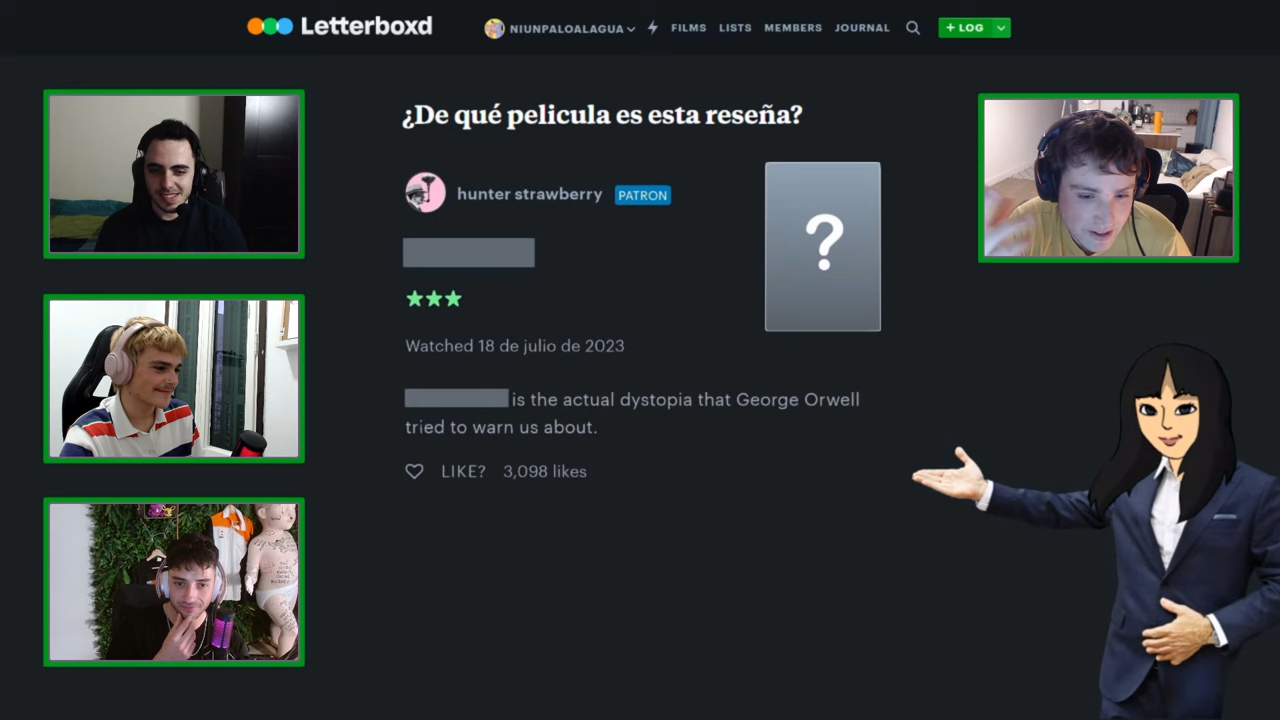 Letterboxd
NIUNPALOALAGUA FILMS LISTS MEMBERS JOURNAL + LOG
¿De qué pelicula es esta reseña?
hunter strawberry PATRON
?
★★★
Watched 18 de julio de 2023
is the actual dystopia that George Orwell
tried to warn us about.
LIKE? 3,098 likes